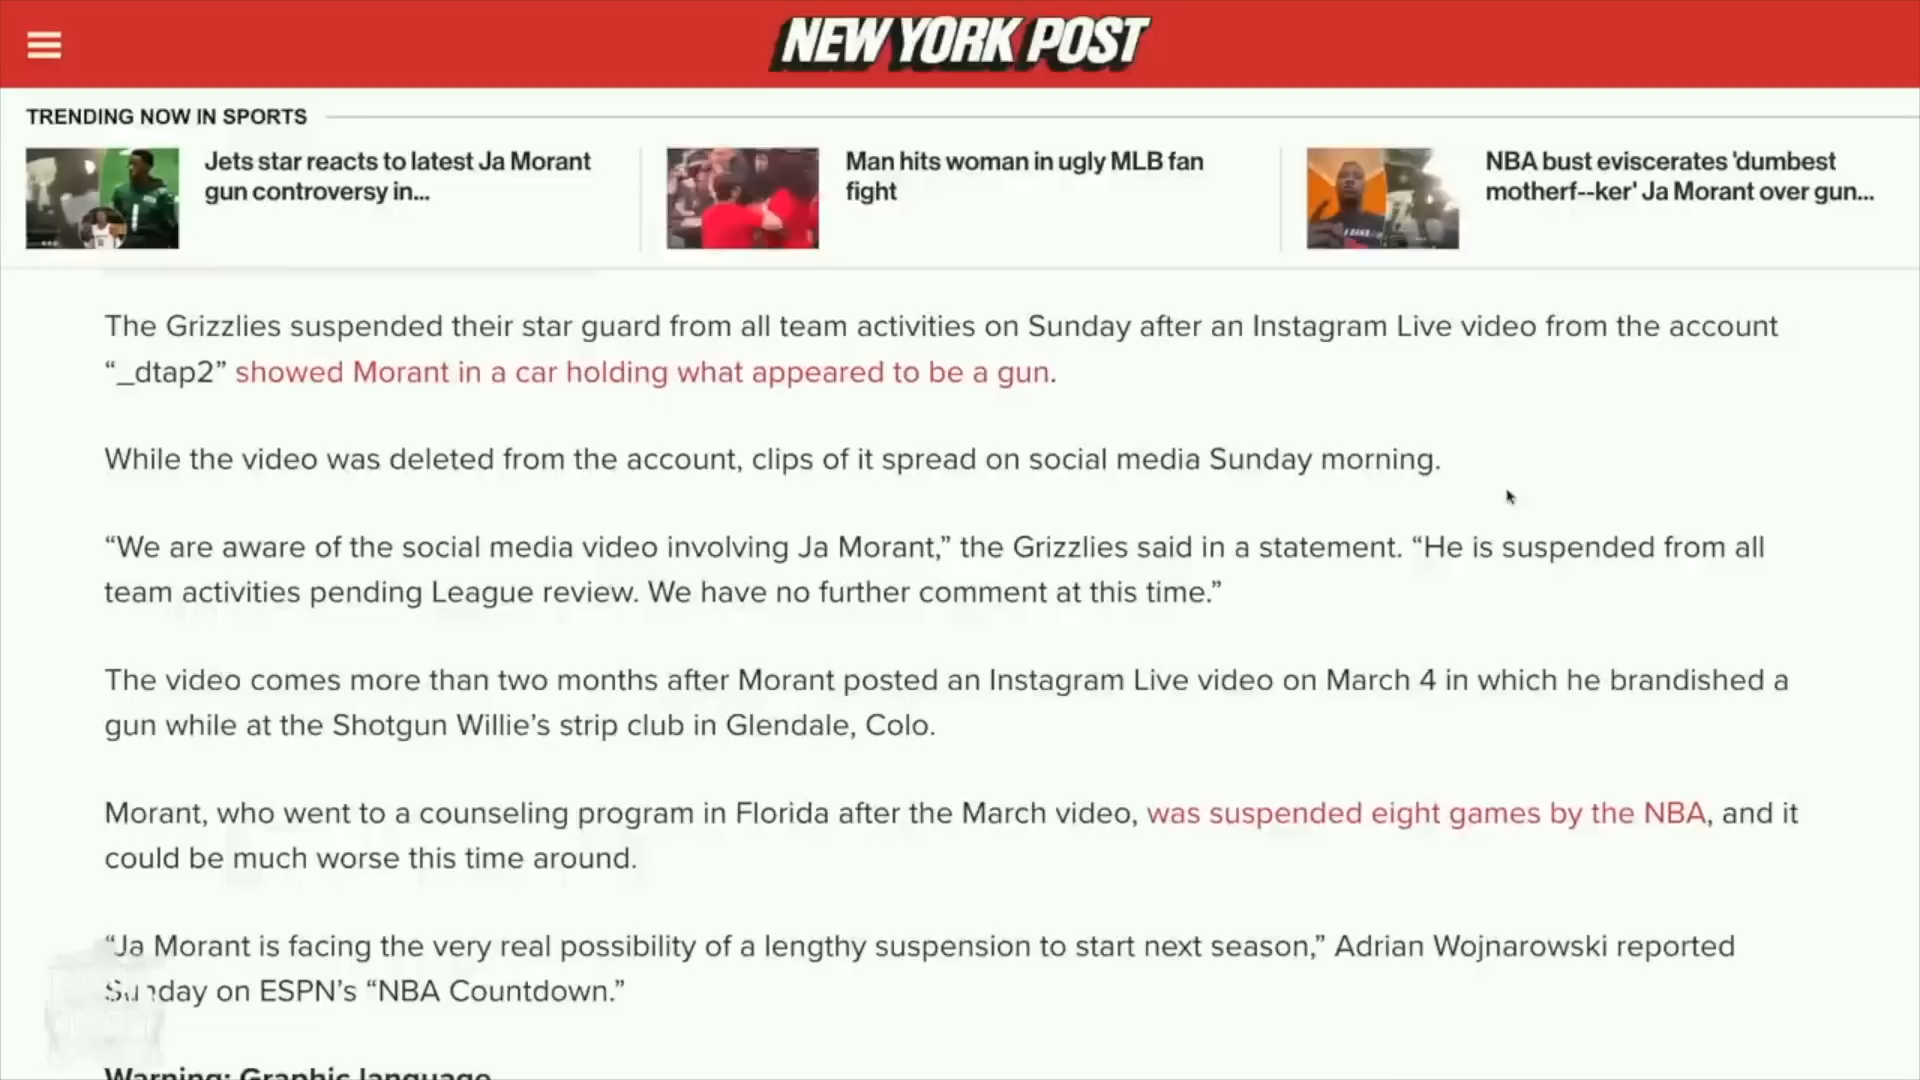 NEW YORK POST
TRENDING NOW IN SPORTS
Jets star reacts to latest Ja Morant
gun controversy in...
Man hits woman in ugly MLB fan
fight
NBA bust eviscerates 'dumbest
motherf--ker' Ja Morant over gun...
The Grizzlies suspended their star guard from all team activities on Sunday after an Instagram Live video from the account
“_dtap2” showed Morant in a car holding what appeared to be a gun.
While the video was deleted from the account, clips of it spread on social media Sunday morning.
“We are aware of the social media video involving Ja Morant,” the Grizzlies said in a statement. “He is suspended from all
team activities pending League review. We have no further comment at this time.”
The video comes more than two months after Morant posted an Instagram Live video on March 4 in which he brandished a
gun while at the Shotgun Willie’s strip club in Glendale, Colo.
Morant, who went to a counseling program in Florida after the March video, was suspended eight games by the NBA, and it
could be much worse this time around.
“Ja Morant is facing the very real possibility of a lengthy suspension to start next season,” Adrian Wojnarowski reported
Sunday on ESPN’s “NBA Countdown.”
Warning: Graphic language